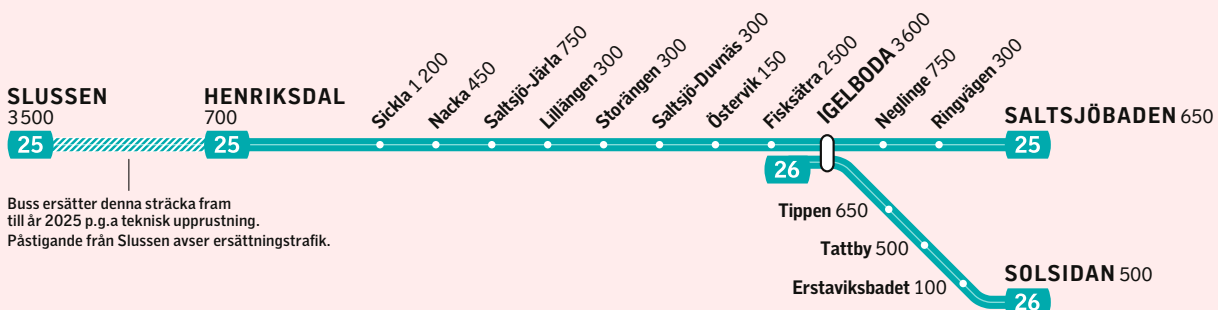 SLUSSEN
3500
25
HENRIKSDAL
700
25
Sickla 1 200
Nacka 450
Saltsjö-Järla 750
Lillängen 300
Storängen 300
Saltsjö-Duvnäs 300
Östervik 150
Fisksätra 2 500
IGELBODA 3 600
Neglinge 750
Ringvägen 300
SALTSJÖBADEN 650
25
26
Buss ersätter denna sträcka fram
till år 2025 p.g.a teknisk upprustning.
Påstigande från Slussen avser ersättningstrafik.
Tippen 650
Tattby 500
Erstaviksbadet 100
SOLSIDAN 500
26